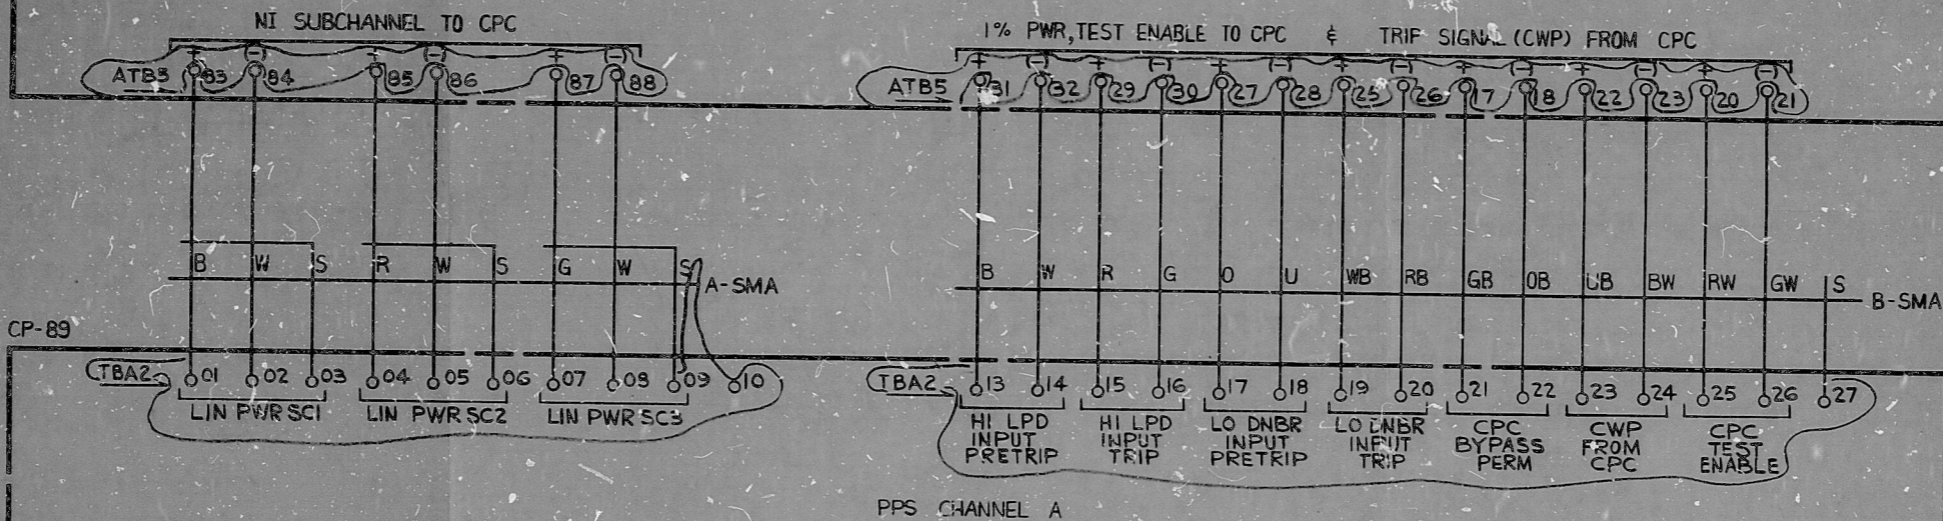 NI SUBCHANNEL TO CPC
1% PWR, TEST ENABLE TO CPC & TRIF SIGNAL (CWP) FROM CPC
+ (-) + (-) + (-)
+ (-) + (-) + (-) + (-) + (-) + (-) + (-)
ATB3 83 84 85 86 87 88
ATB5 31 32 29 30 27 28 25 26 17 18 22 23 20 21
B W S R W S G W S A-SMA
B W R G O U WB RB GB OB UB BW RW GW S B-SMA
CP-89
TBA2 01 02 03 04 05 06 07 08 09 10
TBA2 13 14 15 16 17 18 19 20 21 22 23 24 25 26 27
LIN PWR SC1 LIN PWR SC2 LIN PWR SC3
HI LPD INPUT PRETRIP
HI LPD INPUT TRIP
LO DNBR INPUT PRETRIP
LO DNBR INPUT TRIP
CPC BYPASS PERM
CWP FROM CPC
CPC TEST ENABLE
PPS CHANNEL A